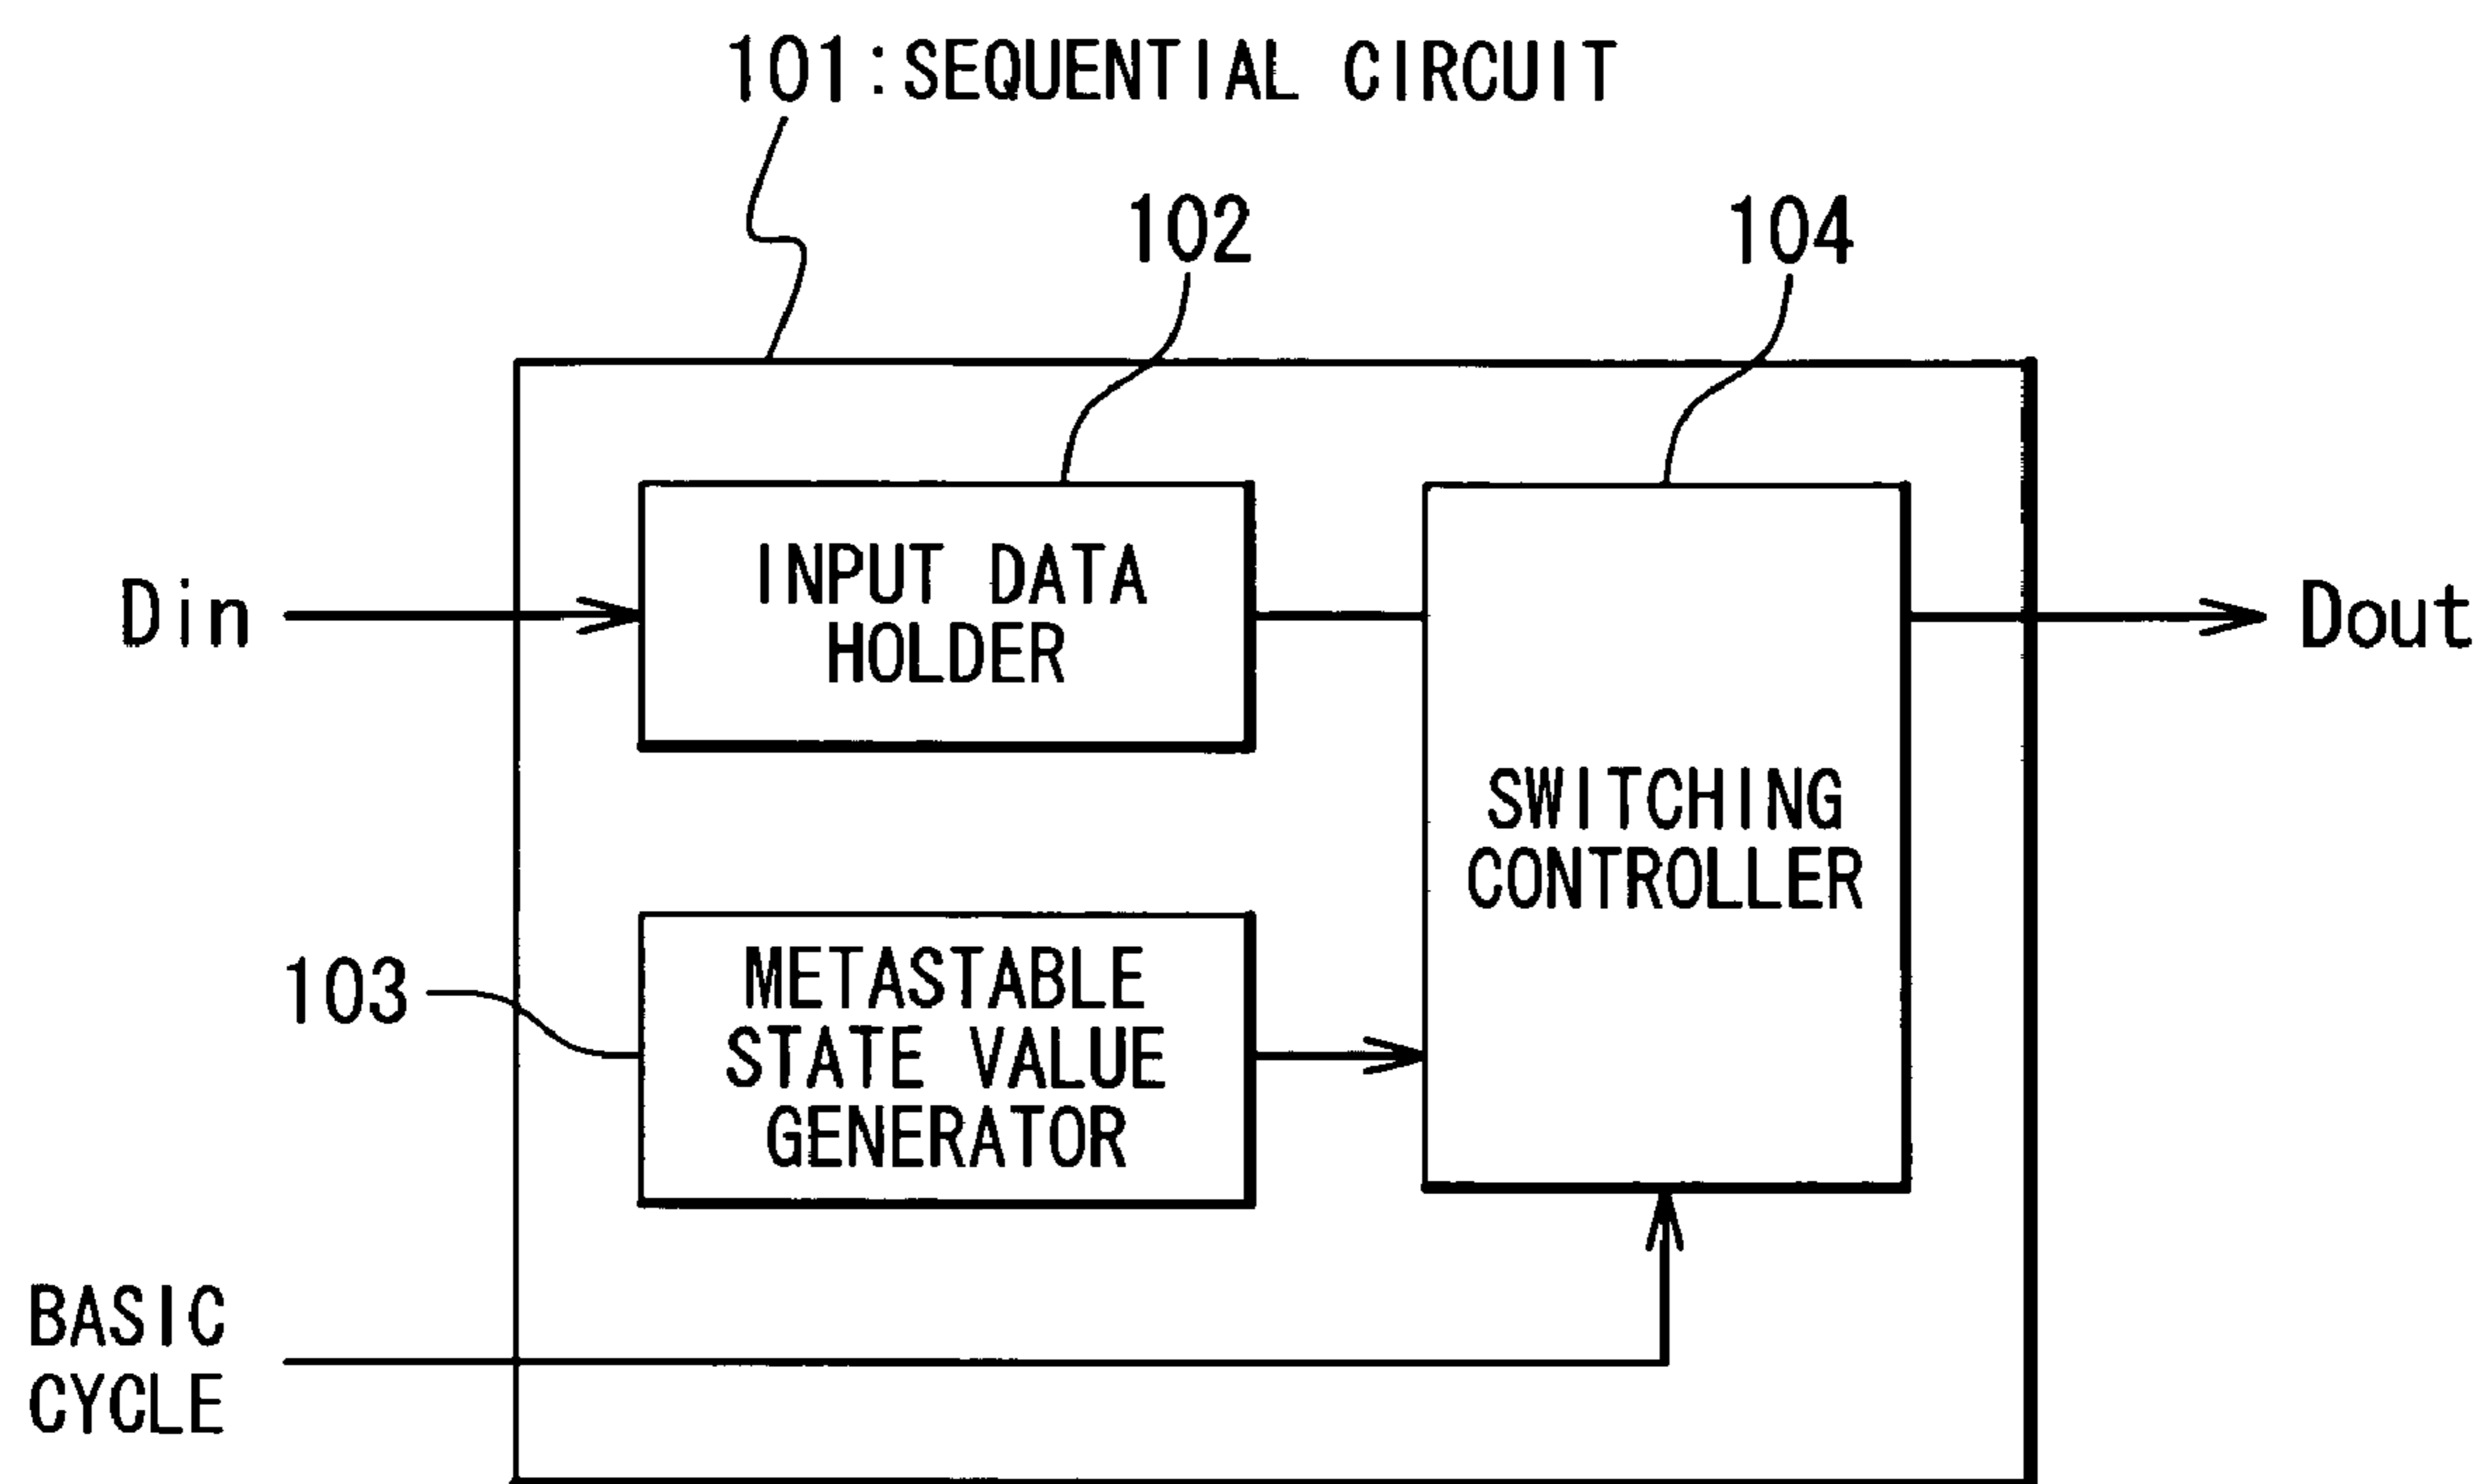 101:SEQUENTIAL CIRCUIT
102
104
INPUT DATA
HOLDER
Din
Dout
SWITCHING
CONTROLLER
103
METASTABLE
STATE VALUE
GENERATOR
BASIC
CYCLE